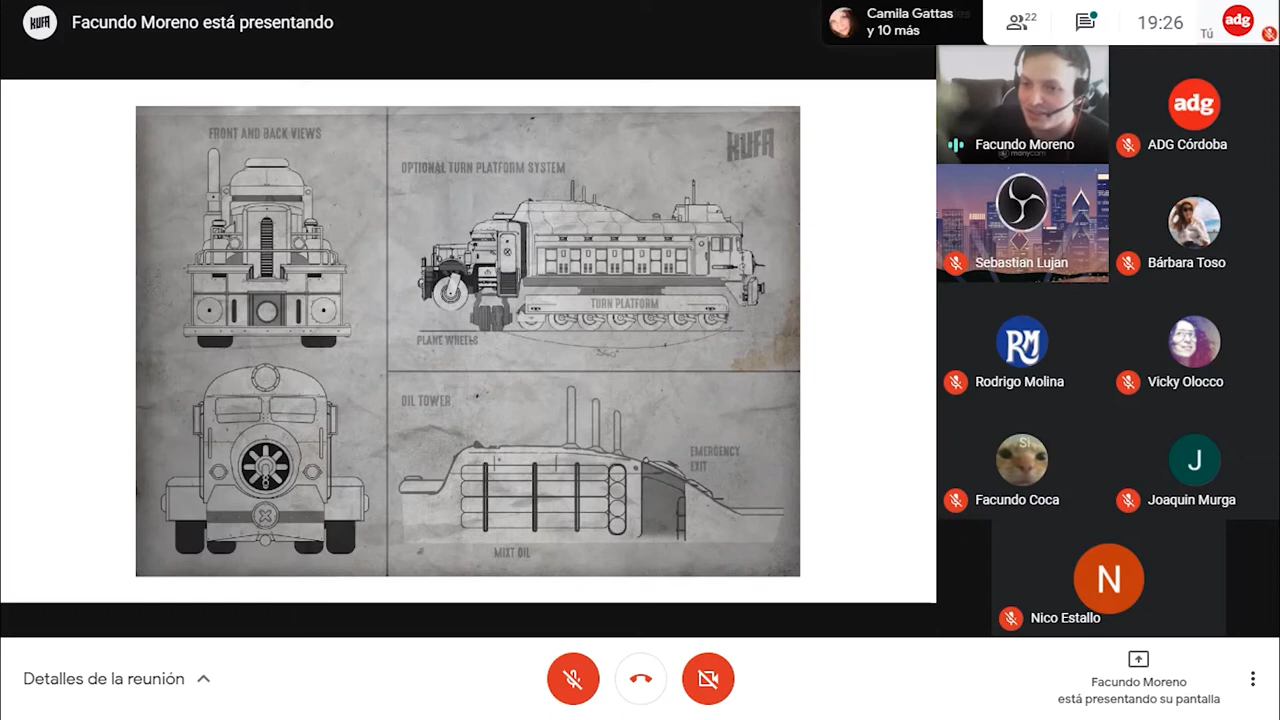 KUFA
Facundo Moreno está presentando
Camila Gattas
y 10 más
22
19:26
Tú
adg
FRONT AND BACK VIEWS
OPTIONAL TURN PLATFORM SYSTEM
KUFA
TURN PLATFORM
PLANE WHEELS
OIL TOWER
EMERGENCY
EXIT
MIXT OIL
Facundo Moreno
manycam
adg
ADG Córdoba
Sebastian Lujan
Bárbara Toso
RM
Rodrigo Molina
Vicky Olocco
SI
Facundo Coca
J
Joaquin Murga
N
Nico Estallo
Detalles de la reunión
Facundo Moreno
está presentando su pantalla